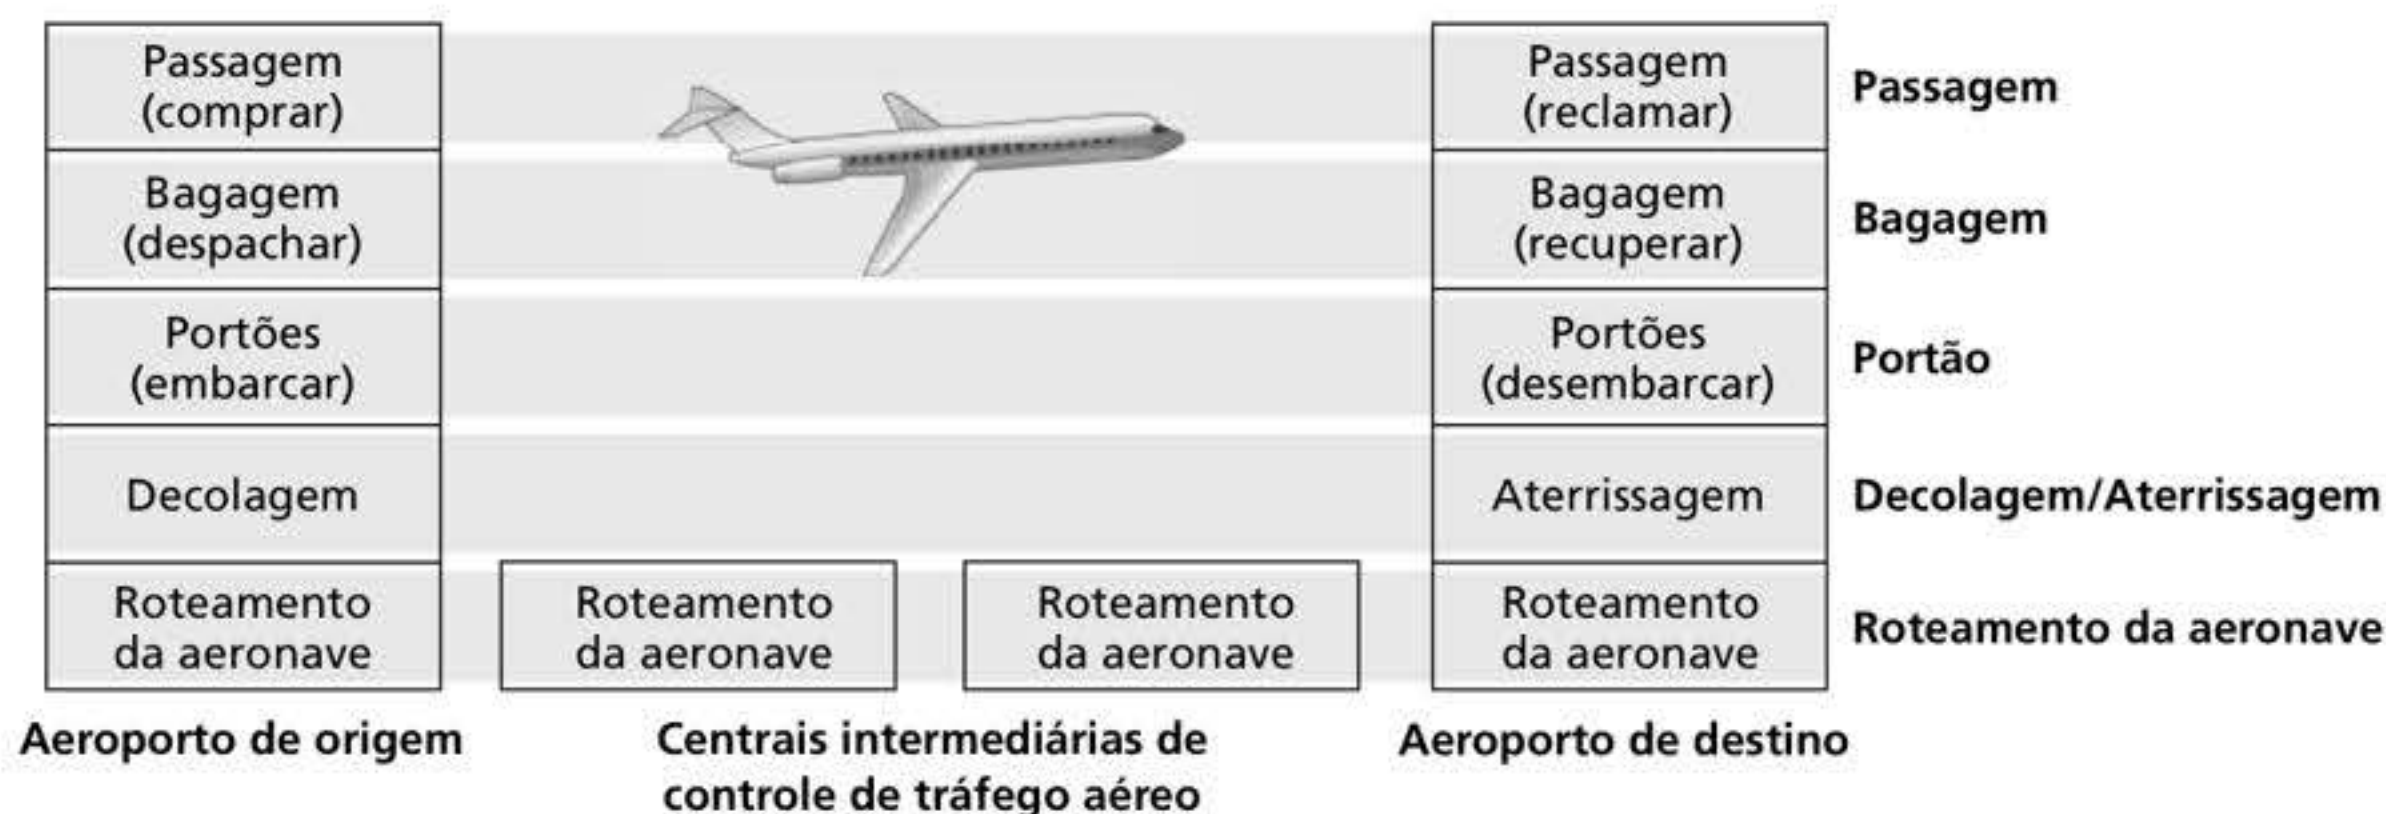 Passagem
(comprar)
Passagem
(reclamar)
Passagem
Bagagem
(despachar)
Bagagem
(recuperar)
Bagagem
Portões
(embarcar)
Portões
(desembarcar)
Portão
Decolagem
Aterrissagem
Decolagem/Aterrissagem
Roteamento
da aeronave
Roteamento
da aeronave
Roteamento
da aeronave
Roteamento
da aeronave
Roteamento da aeronave
Aeroporto de origem
Centrais intermediárias de
controle de tráfego aéreo
Aeroporto de destino